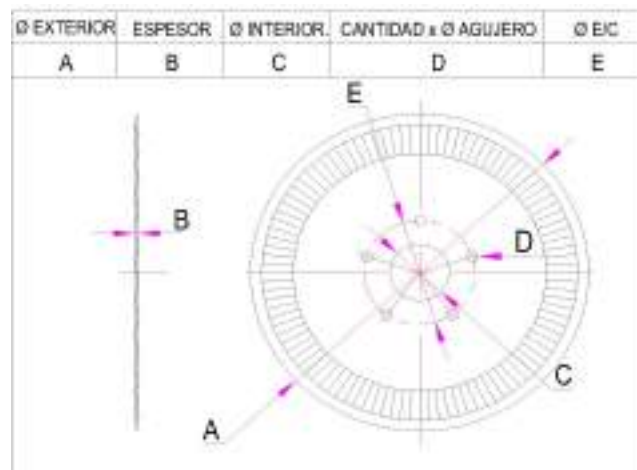 Ø EXTERIOR ESPESOR Ø INTERIOR. CANTIDAD x Ø AGUJERO Ø E/C
A B C D E
E
B
D
C
A